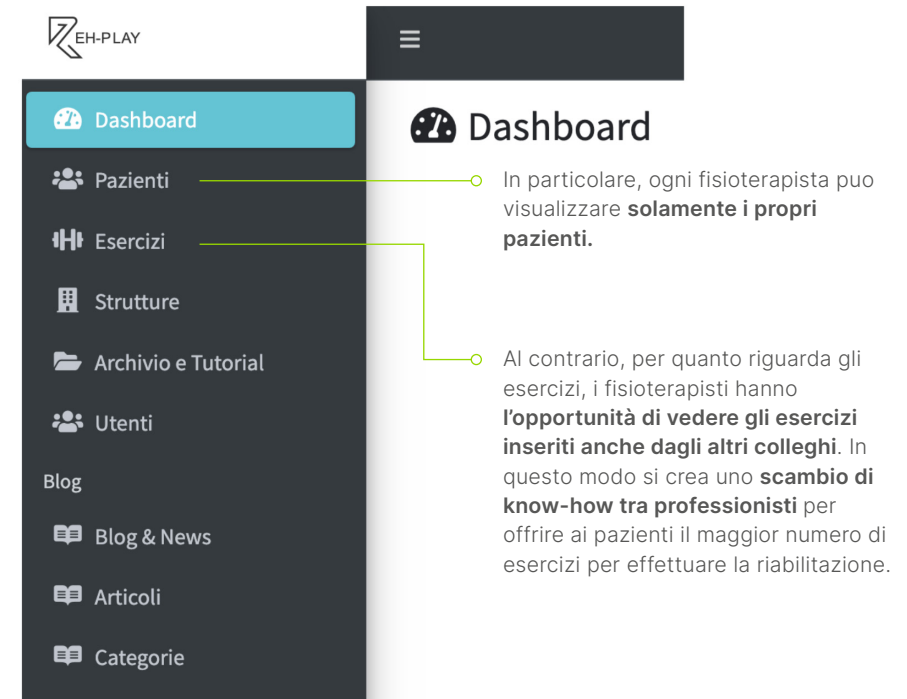 REH-PLAY
Dashboard
Pazienti
Esercizi
Strutture
Archivio e Tutorial
Utenti
Blog
Blog & News
Articoli
Categorie
Dashboard
In particolare, ogni fisioterapista puo
visualizzare solamente i propri
pazienti.
Al contrario, per quanto riguarda gli
esercizi, i fisioterapisti hanno
l’opportunità di vedere gli esercizi
inseriti anche dagli altri colleghi. In
questo modo si crea uno scambio di
know-how tra professionisti per
offrire ai pazienti il maggior numero di
esercizi per effettuare la riabilitazione.